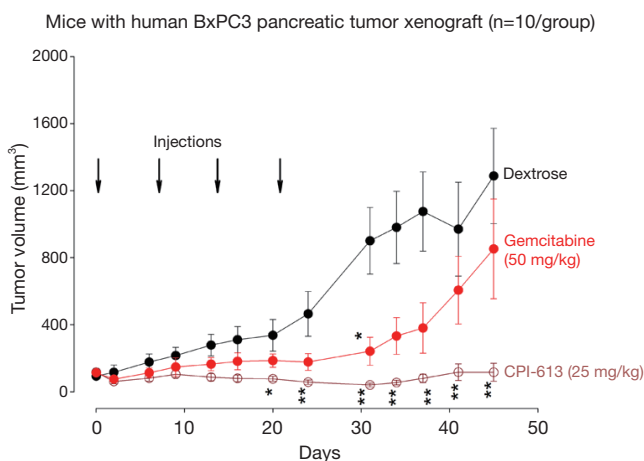 Mice with human BxPC3 pancreatic tumor xenograft (n=10/group)
2000
1600
1200
800
400
0
Tumor volume (mm³)
Injections
Dextrose
Gemcitabine
(50 mg/kg)
CPI-613 (25 mg/kg)
*
*
**
**
**
**
**
**
0 10 20 30 40 50
Days